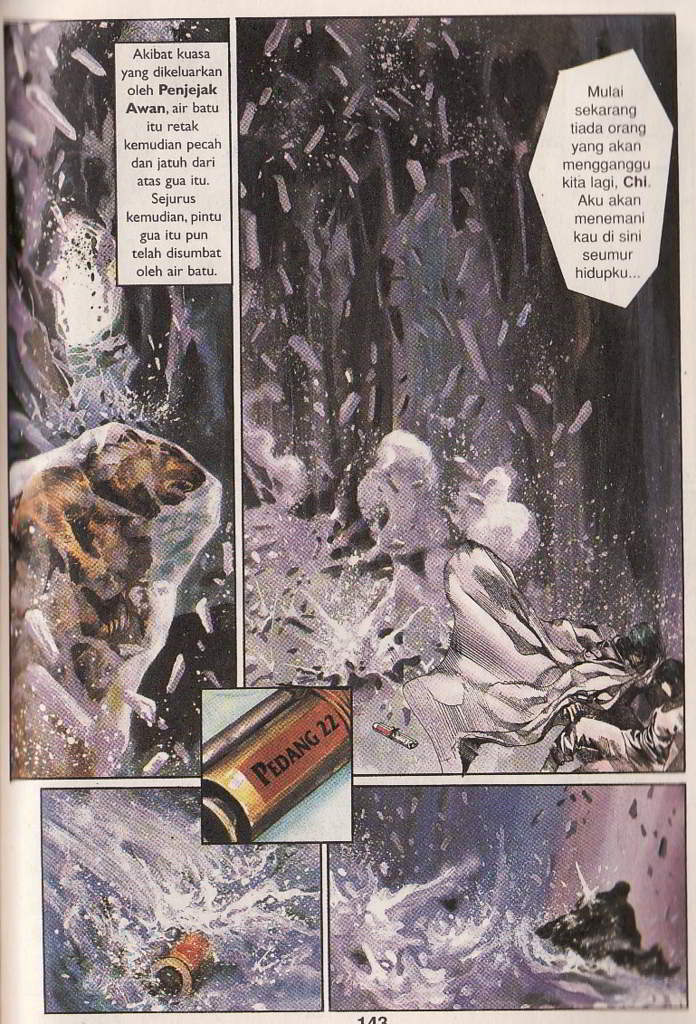 Akibat kuasa
yang dikeluarkan
oleh Penjejak
Awan, air batu
itu retak
kemudian pecah
dan jatuh dari
atas gua itu.
Sejurus
kemudian, pintu
gua itu pun
telah disumbat
oleh air batu.
Mulai
sekarang
tiada orang
yang akan
mengganggu
kita lagi, Chi.
Aku akan
menemani
kau di sini
seumur
hidupku...
PEDANG 22
143